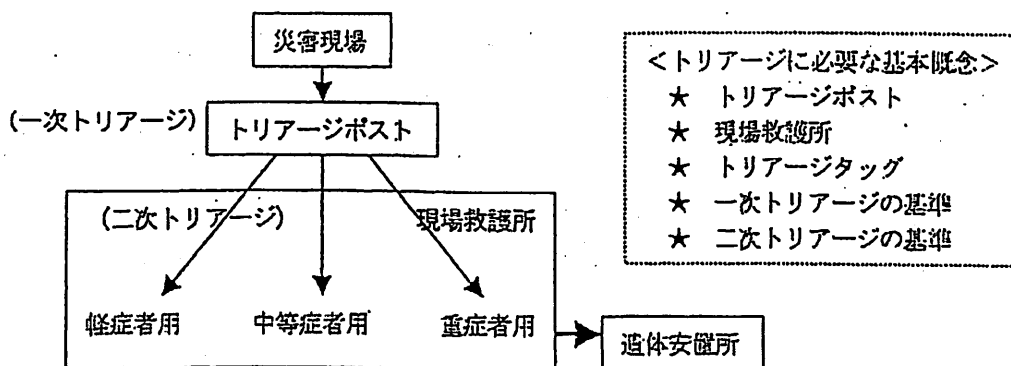 災害現場
(一次トリアージ)
トリアージポスト
(二次トリアージ)
現場救護所
軽症者用
中等症者用
重症者用
遺体安置所
<トリアージに必要な基本概念>
★ トリアージポスト
★ 現場救護所
★ トリアージタッグ
★ 一次トリアージの基準
★ 二次トリアージの基準